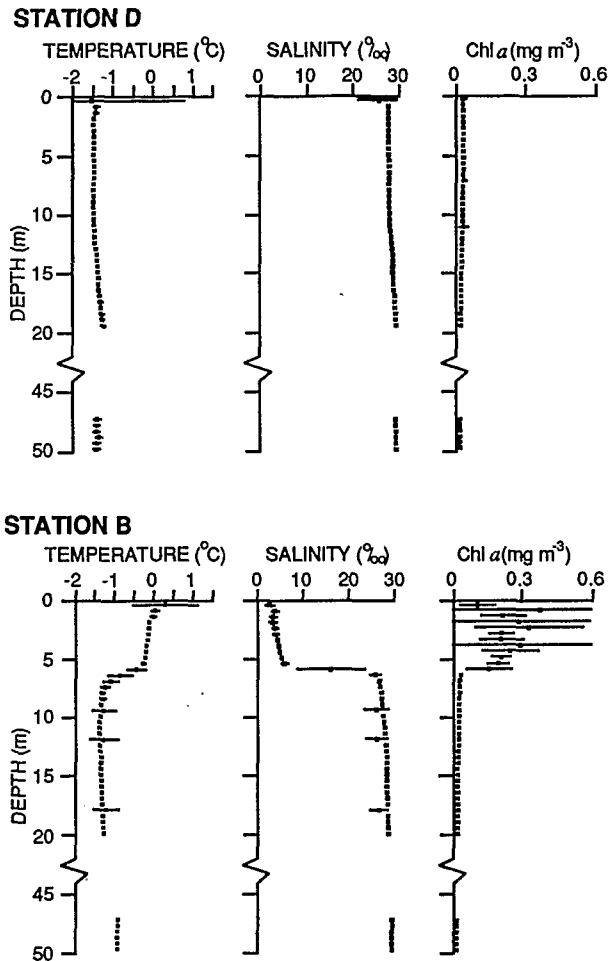 STATION D
TEMPERATURE (°C)
SALINITY (‰)
Chl a (mg m-3)
-2 -1 0 1
0 10 20 30
0 0.3 0.6
0
5
10
15
20
45
50
DEPTH (m)
STATION B
TEMPERATURE (°C)
SALINITY (‰)
Chl a (mg m-3)
-2 -1 0 1
0 10 20 30
0 0.3 0.6
0
5
10
15
20
45
50
DEPTH (m)